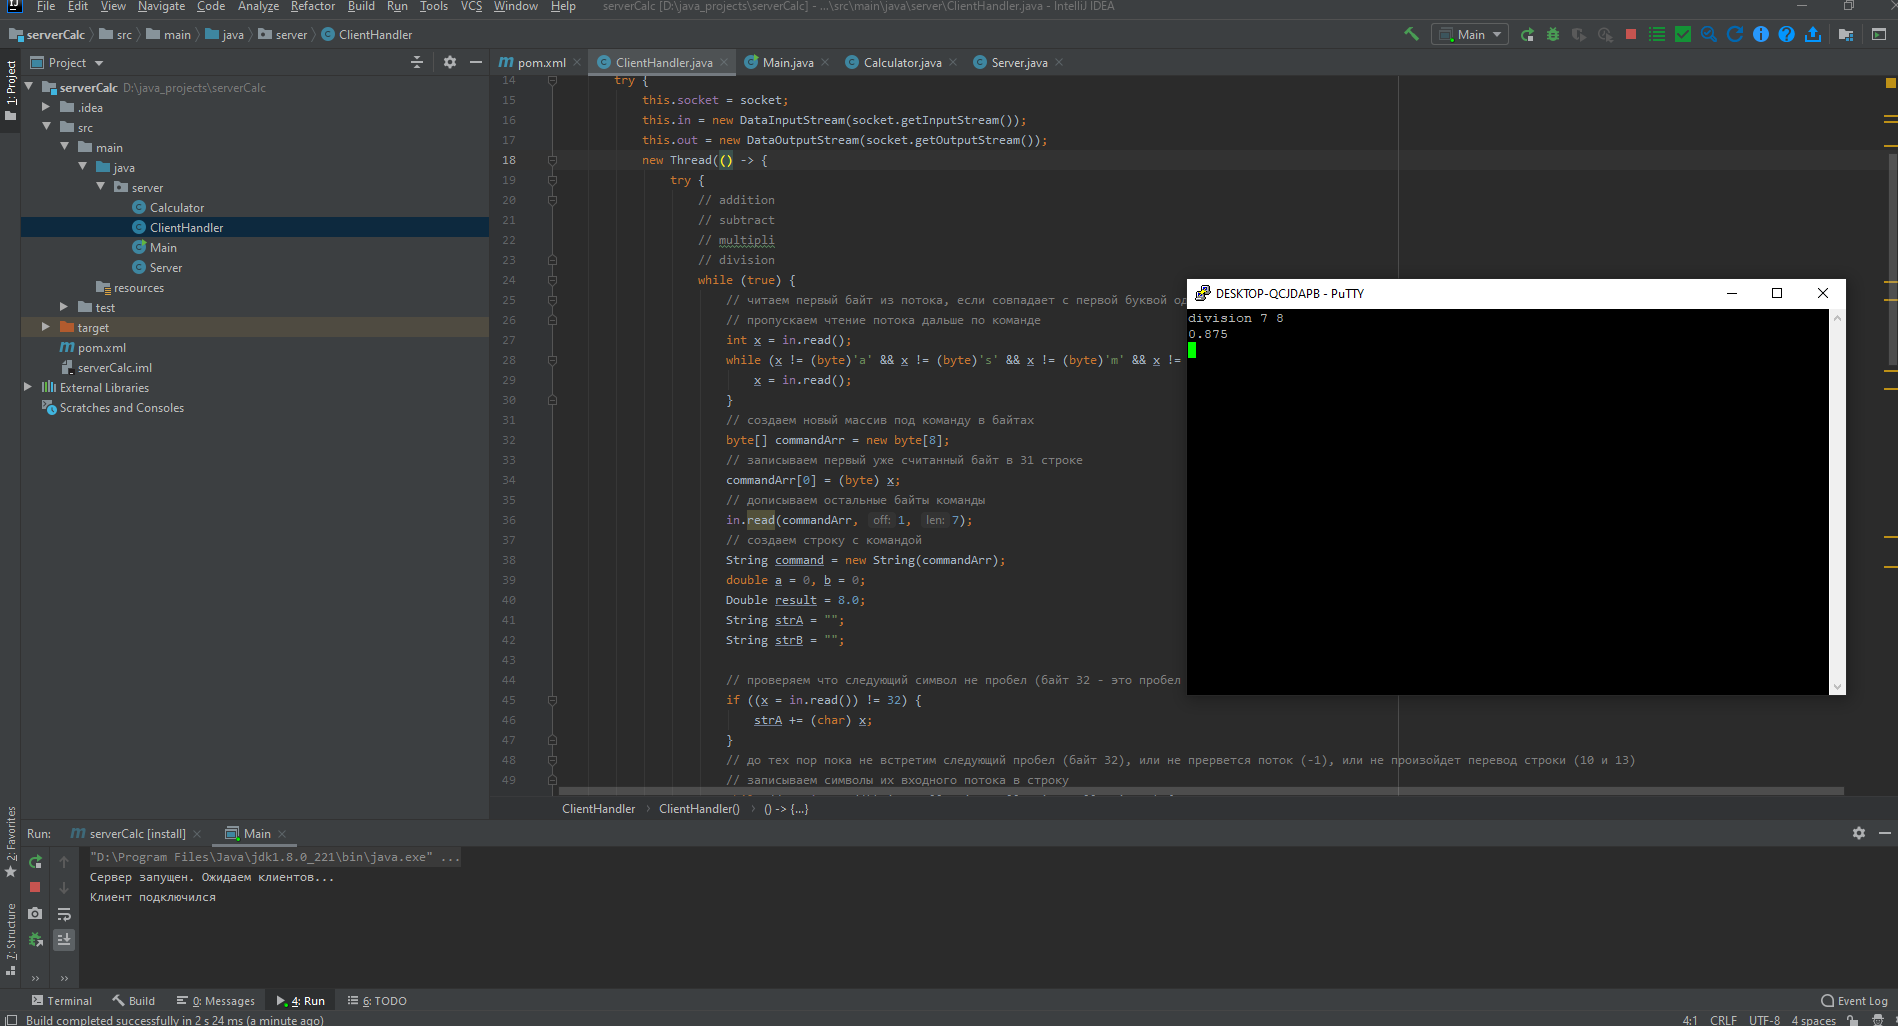 File Edit View Navigate Code Analyze Refactor Build Run Tools VCS Window Help serverCalc [D:\java_projects\serverCalc] - ...\src\main\java\server\ClientHandler.java - IntelliJ IDEA
serverCalc src main java server ClientHandler Main
1: Project
Project
serverCalc D:\java_projects\serverCalc
.idea
src
main
java
server
Calculator
ClientHandler
Main
Server
resources
test
target
pom.xml
serverCalc.iml
External Libraries
Scratches and Consoles
pom.xml ClientHandler.java Main.java Calculator.java Server.java
14 try {
15 this.socket = socket;
16 this.in = new DataInputStream(socket.getInputStream());
17 this.out = new DataOutputStream(socket.getOutputStream());
18 new Thread(() -> {
19 try {
20 // addition
21 // subtract
22 // multipli
23 // division
24 while (true) {
25 // читаем первый байт из потока, если совпадает с первой буквой од
26 // пропускаем чтение потока дальше по команде
27 int x = in.read();
28 while (x != (byte)'a' && x != (byte)'s' && x != (byte)'m' && x !=
29 x = in.read();
30 }
31 // создаем новый массив под команду в байтах
32 byte[] commandArr = new byte[8];
33 // записываем первый уже считанный байт в 31 строке
34 commandArr[0] = (byte) x;
35 // дописываем остальные байты команды
36 in.read(commandArr, off: 1, len: 7);
37 // создаем строку с командой
38 String command = new String(commandArr);
39 double a = 0, b = 0;
40 Double result = 8.0;
41 String strA = "";
42 String strB = "";
43
44 // проверяем что следующий символ не пробел (байт 32 - это пробел
45 if ((x = in.read()) != 32) {
46 strA += (char) x;
47 }
48 // до тех пор пока не встретим следующий пробел (байт 32), или не прервется поток (-1), или не произойдет перевод строки (10 и 13)
49 // записываем символы их входного потока в строку
ClientHandler ClientHandler() () -> {...}
DESKTOP-QCJDAPB - PuTTY
division 7 8
0.875
2: Favorites
7: Structure
Run: serverCalc [install] Main
"D:\Program Files\Java\jdk1.8.0_221\bin\java.exe" ...
Сервер запущен. Ожидаем клиентов...
Клиент подключился
Terminal Build 0: Messages 4: Run 6: TODO Event Log
Build completed successfully in 2 s 24 ms (a minute ago) 4:1 CRLF UTF-8 4 spaces